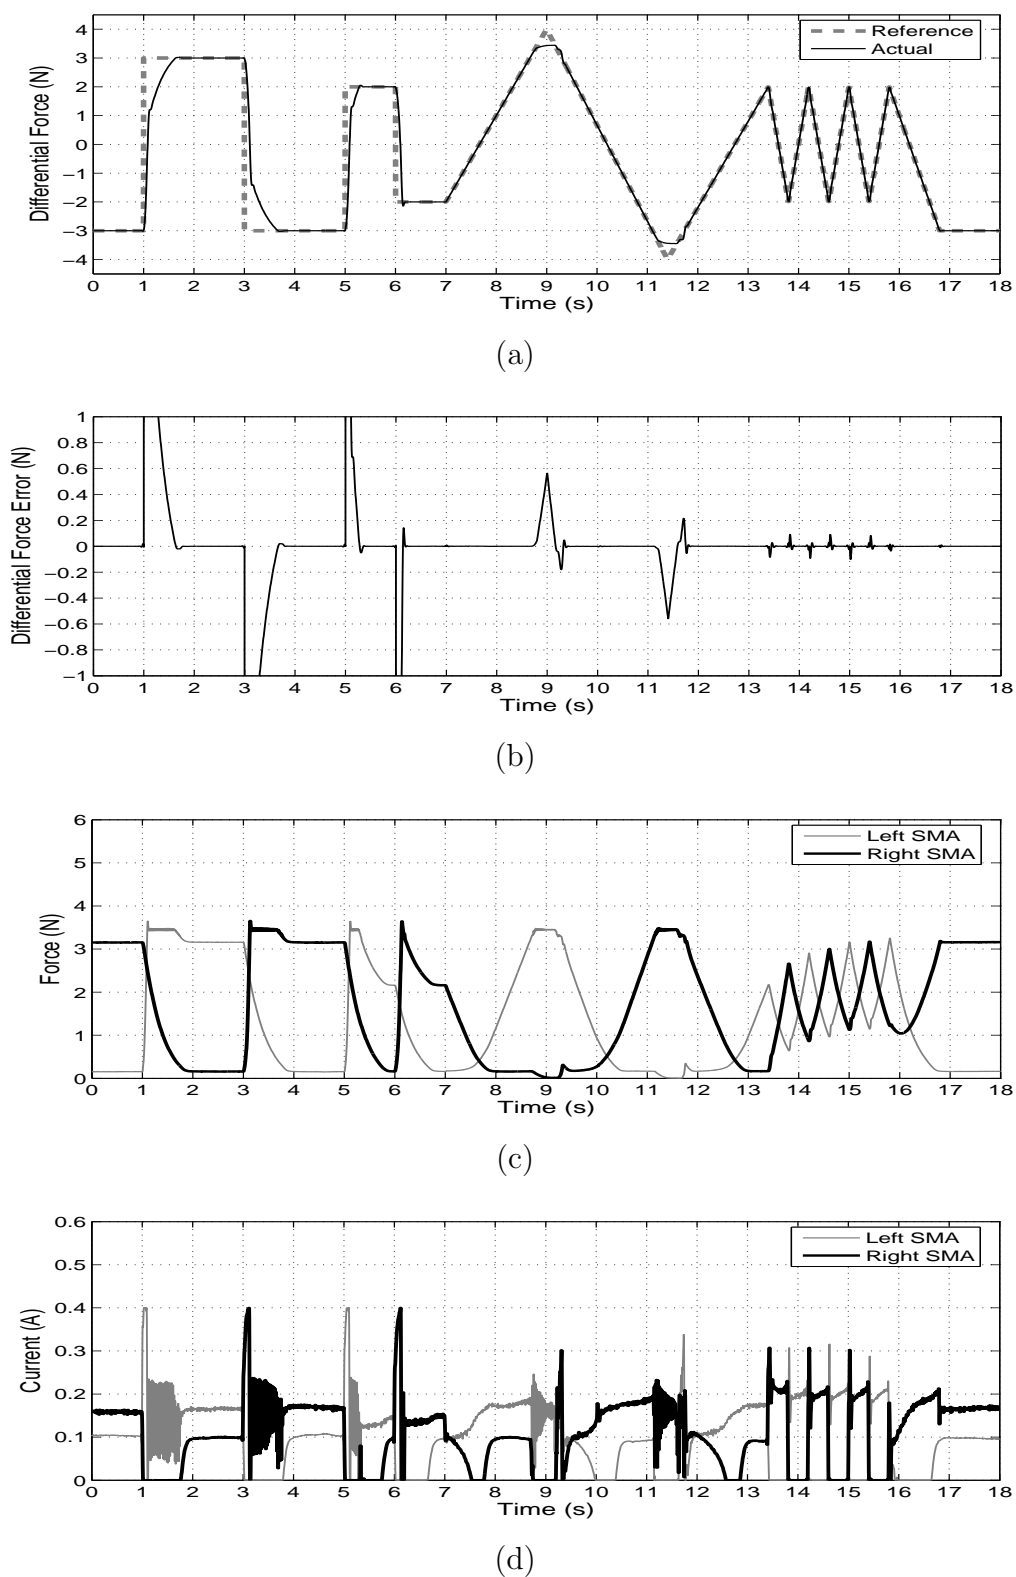 Differential Force (N)
4
3
2
1
0
−1
−2
−3
−4
Reference
Actual
0 1 2 3 4 5 6 7 8 9 10 11 12 13 14 15 16 17 18
Time (s)
(a)
Differential Force Error (N)
1
0.8
0.6
0.4
0.2
0
−0.2
−0.4
−0.6
−0.8
−1
0 1 2 3 4 5 6 7 8 9 10 11 12 13 14 15 16 17 18
Time (s)
(b)
Force (N)
6
5
4
3
2
1
0
Left SMA
Right SMA
0 1 2 3 4 5 6 7 8 9 10 11 12 13 14 15 16 17 18
Time (s)
(c)
Current (A)
0.6
0.5
0.4
0.3
0.2
0.1
0
Left SMA
Right SMA
0 1 2 3 4 5 6 7 8 9 10 11 12 13 14 15 16 17 18
Time (s)
(d)